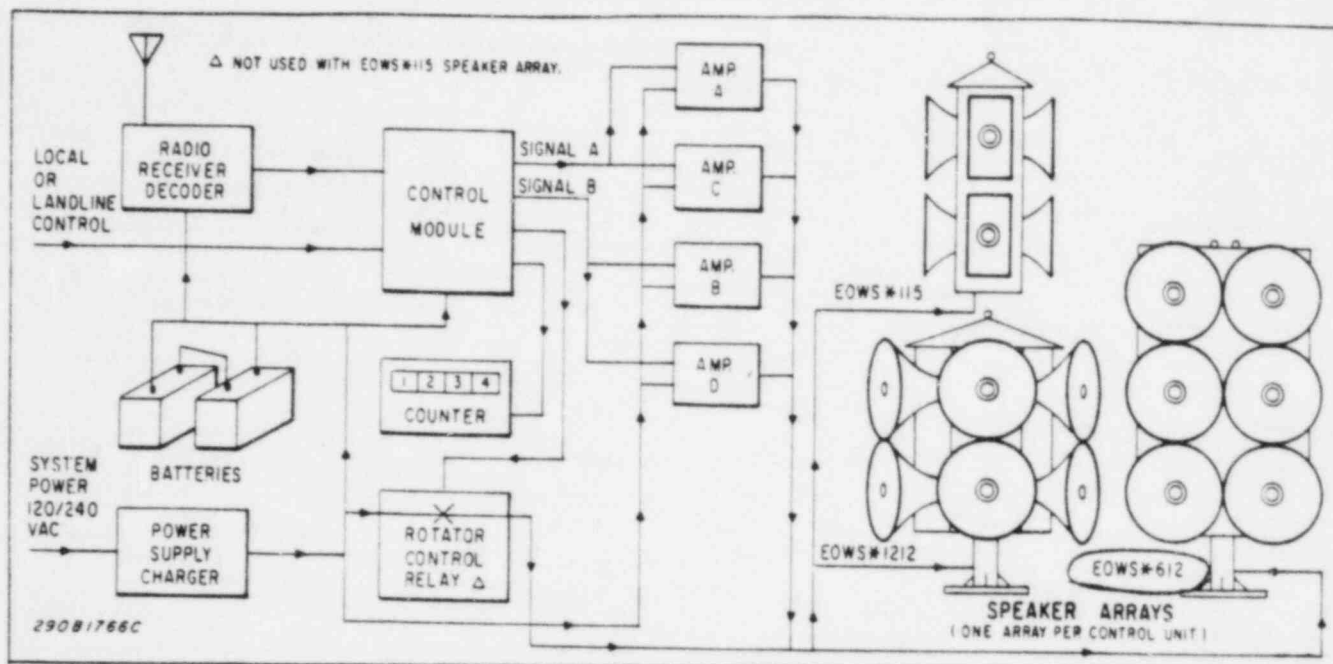 △ NOT USED WITH EOWS*115 SPEAKER ARRAY.
RADIO
RECEIVER
DECODER
LOCAL
OR
LANDLINE
CONTROL
CONTROL
MODULE
SIGNAL A
SIGNAL B
AMP.
A
AMP.
C
AMP.
B
AMP.
D
1 2 3 4
COUNTER
BATTERIES
SYSTEM
POWER
120/240
VAC
POWER
SUPPLY
CHARGER
ROTATOR
CONTROL
RELAY △
EOWS*115
EOWS*1212
EOWS*612
SPEAKER ARRAYS
(ONE ARRAY PER CONTROL UNIT)
290B1766C